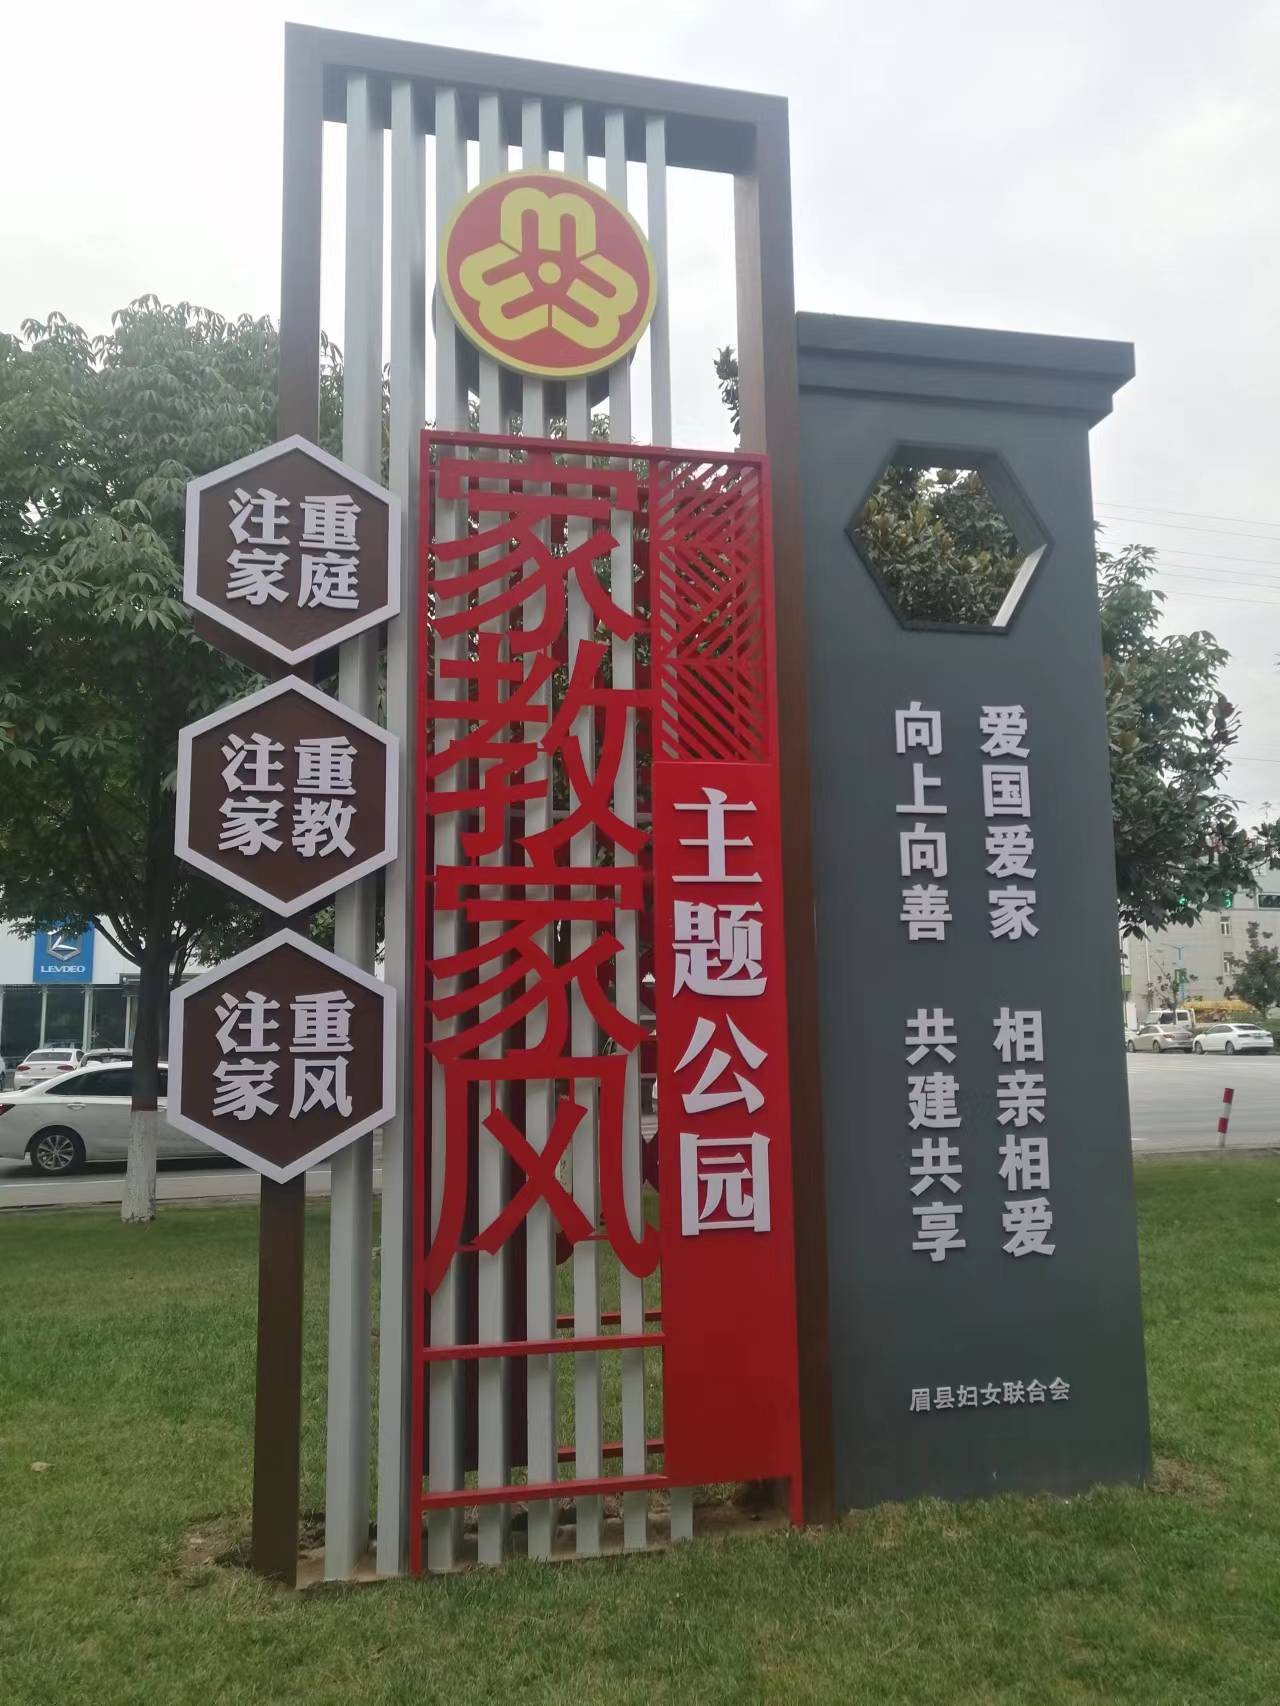 注重
家庭
注重
家教
注重
家风
家教家风
主题公园
爱国爱家 相亲相爱
向上向善 共建共享
眉县妇女联合会
LEVDEO